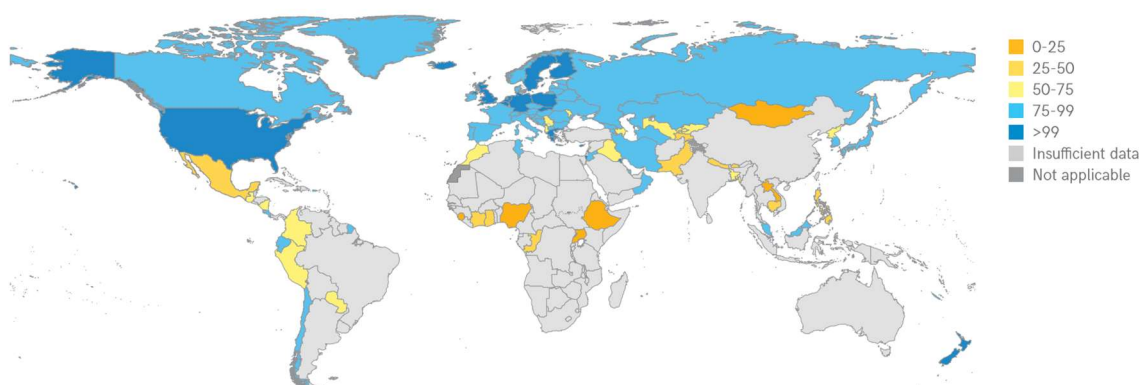 0-25
25-50
50-75
75-99
>99
Insufficient data
Not applicable